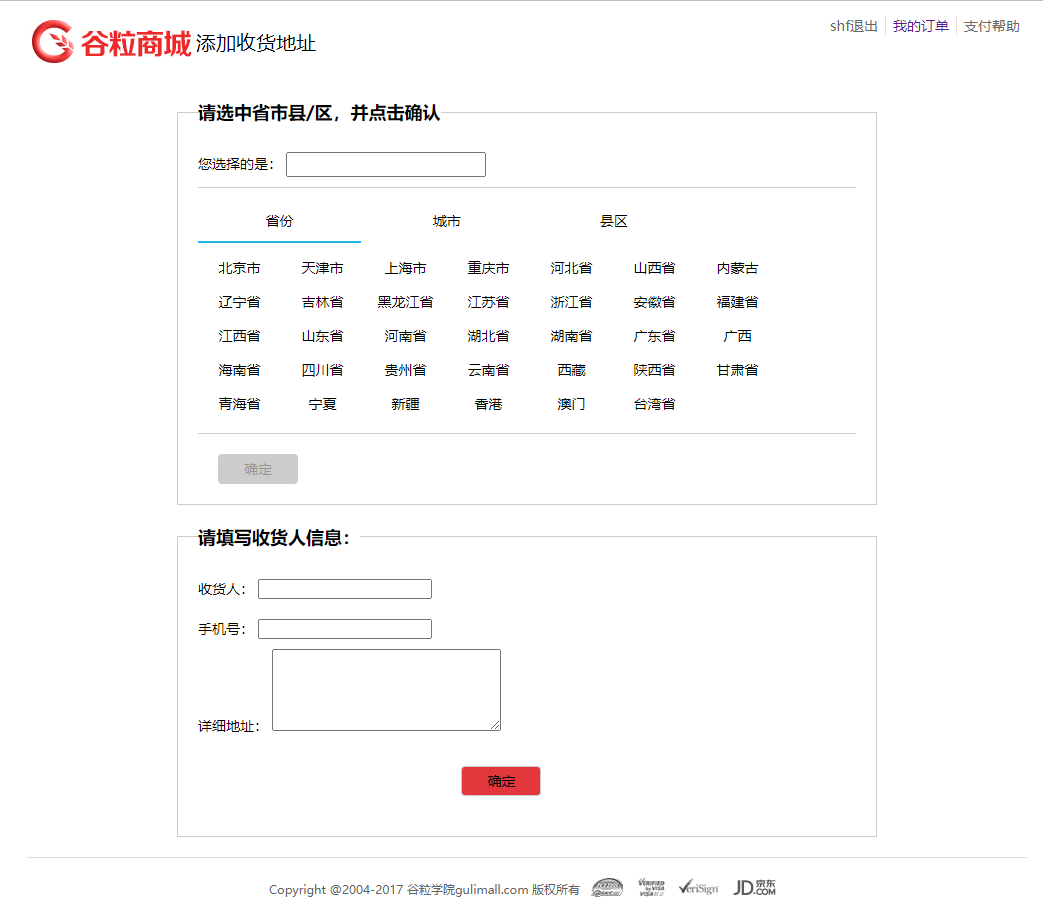 谷粒商城 添加收货地址
shf退出 我的订单 支付帮助
请选中省市县/区，并点击确认
您选择的是：
省份 城市 县区
北京市 天津市 上海市 重庆市 河北省 山西省 内蒙古
辽宁省 吉林省 黑龙江省 江苏省 浙江省 安徽省 福建省
江西省 山东省 河南省 湖北省 湖南省 广东省 广西
海南省 四川省 贵州省 云南省 西藏 陕西省 甘肃省
青海省 宁夏 新疆 香港 澳门 台湾省
确定
请填写收货人信息：
收货人：
手机号：
详细地址：
确定
Copyright @2004-2017 谷粒学院gulimall.com 版权所有 VERIFIED by VISA VeriSign JD.京东 .COM